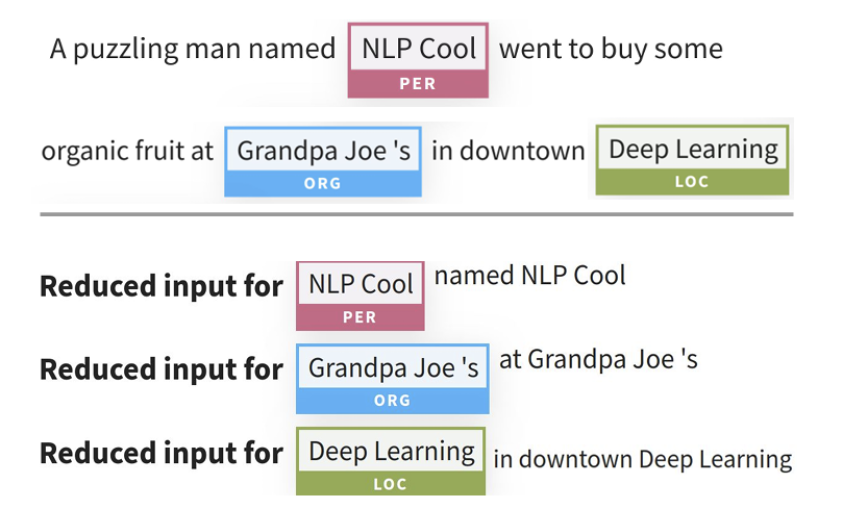 A puzzling man named NLP Cool went to buy some
PER
organic fruit at Grandpa Joe 's in downtown Deep Learning
ORG LOC
Reduced input for NLP Cool named NLP Cool
PER
Reduced input for Grandpa Joe 's at Grandpa Joe 's
ORG
Reduced input for Deep Learning in downtown Deep Learning
LOC